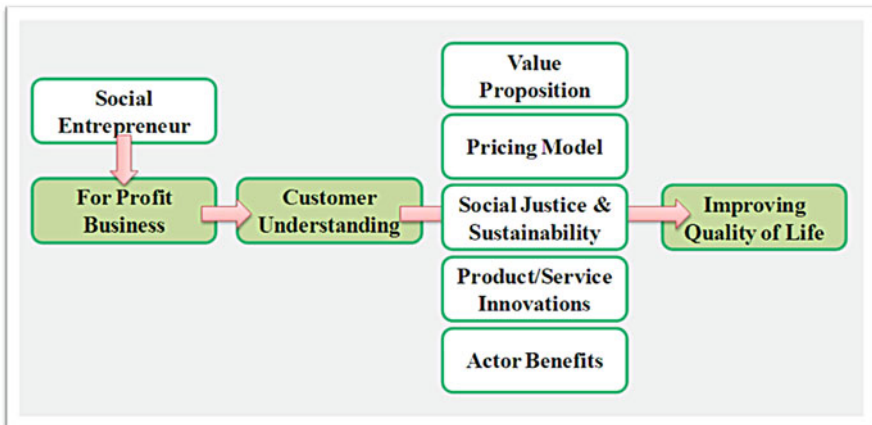 Social
Entrepreneur
For Profit
Business
Customer
Understanding
Value
Proposition
Pricing Model
Social Justice &
Sustainability
Product/Service
Innovations
Actor Benefits
Improving
Quality of Life